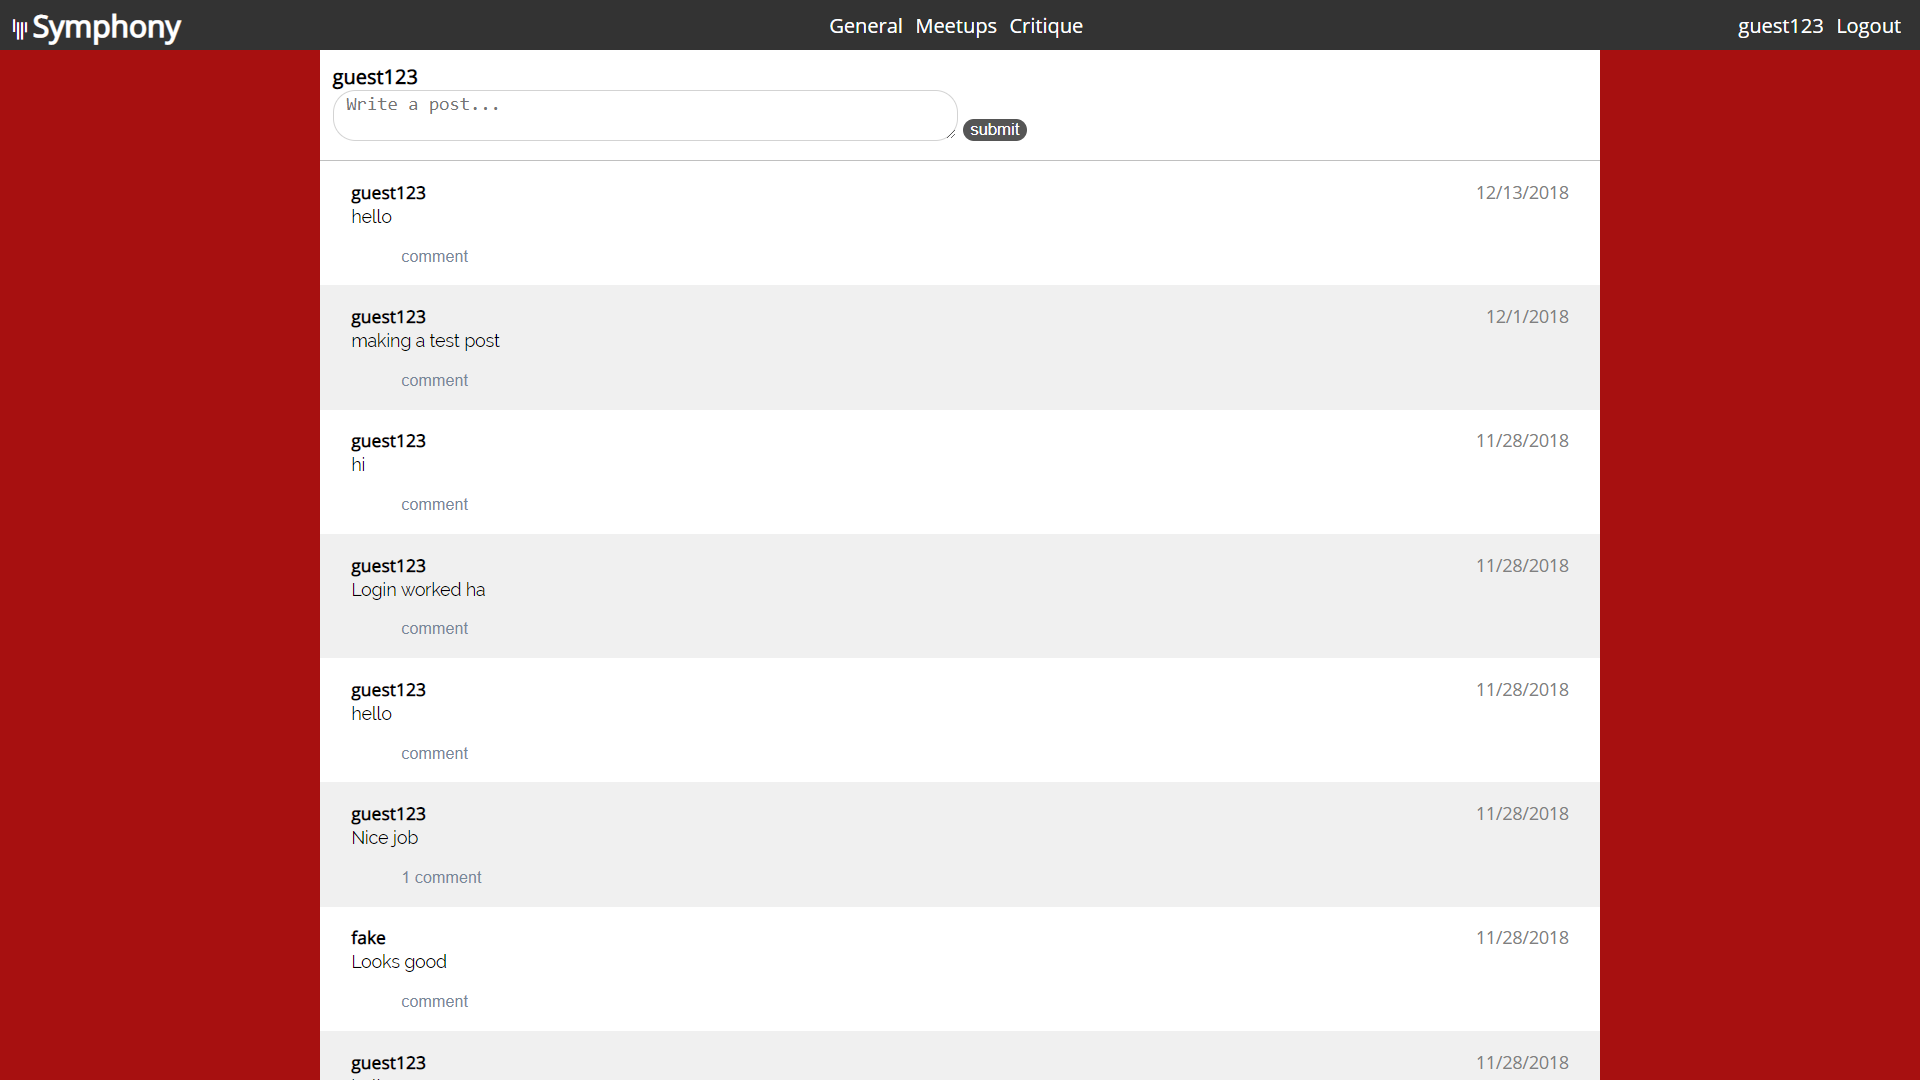 Symphony General Meetups Critique guest123 Logout
guest123
Write a post...
submit
guest123 12/13/2018
hello
comment
guest123 12/1/2018
making a test post
comment
guest123 11/28/2018
hi
comment
guest123 11/28/2018
Login worked ha
comment
guest123 11/28/2018
hello
comment
guest123 11/28/2018
Nice job
1 comment
fake 11/28/2018
Looks good
comment
guest123 11/28/2018